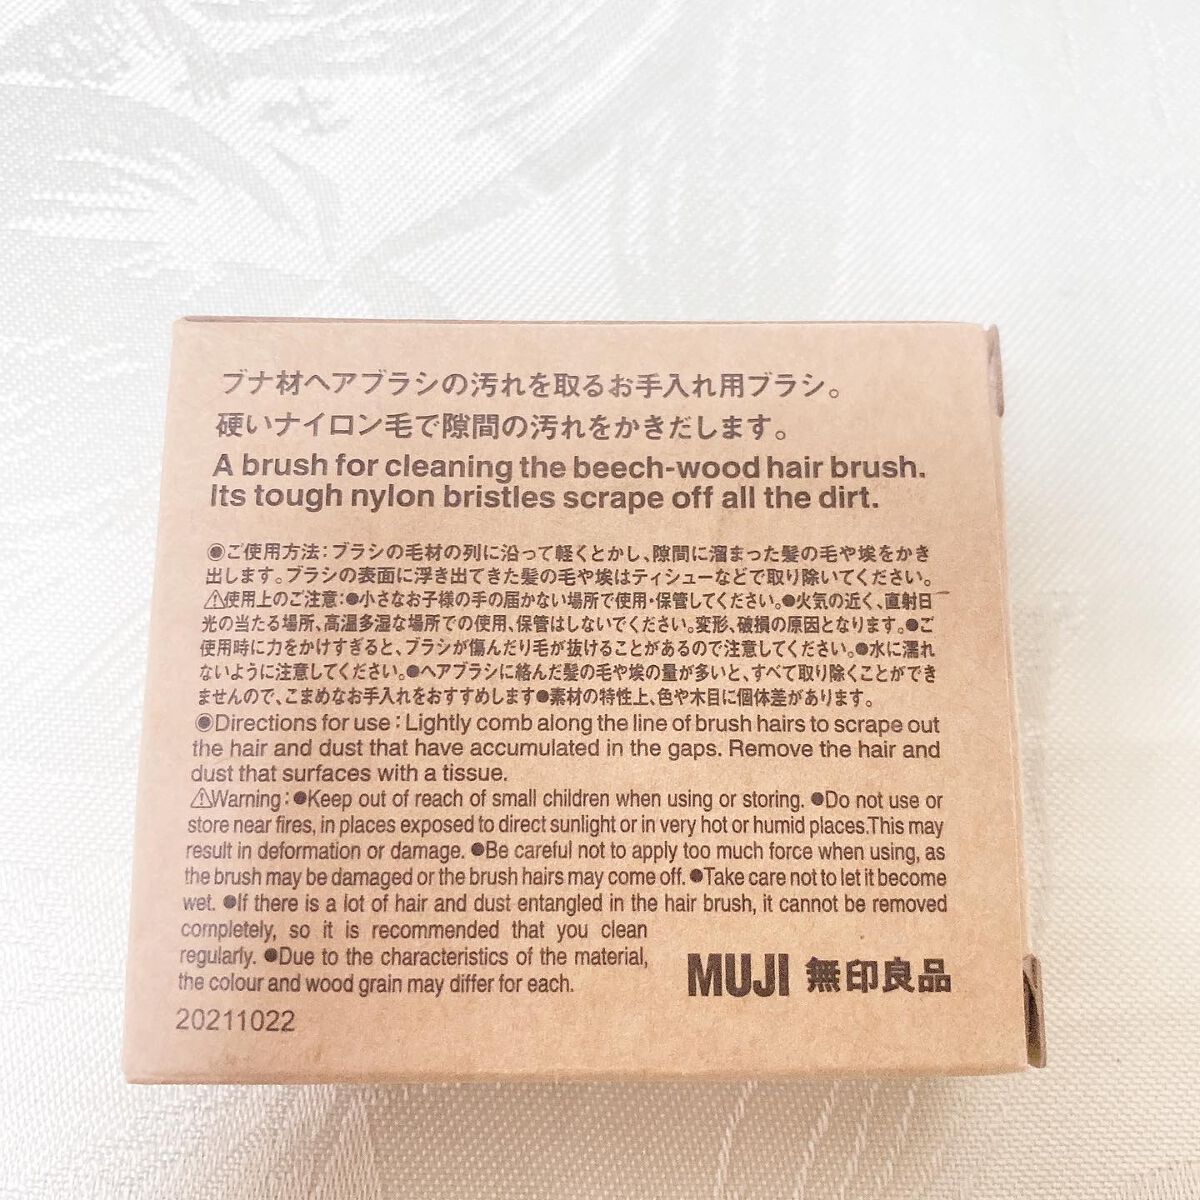 ブナ材ヘアブラシの汚れを取るお手入れ用ブラシ。
硬いナイロン毛で隙間の汚れをかきだします。
A brush for cleaning the beech-wood hair brush.
Its tough nylon bristles scrape off all the dirt.
◉ご使用方法：ブラシの毛材の列に沿って軽くとかし、隙間に溜まった髪の毛や埃をかき
出します。ブラシの表面に浮き出てきた髪の毛や埃はティシューなどで取り除いてください。
⚠使用上のご注意：●小さなお子様の手の届かない場所で使用・保管してください。●火気の近く、直射日
光の当たる場所、高温多湿な場所での使用、保管はしないでください。変形、破損の原因となります。●ご
使用時に力をかけすぎると、ブラシが傷んだり毛が抜けることがあるので注意してください。●水に濡れ
ないように注意してください。●ヘアブラシに絡んだ髪の毛や埃の量が多いと、すべて取り除くことができ
ませんので、こまめなお手入れをおすすめします●素材の特性上、色や木目に個体差があります。
◉Directions for use : Lightly comb along the line of brush hairs to scrape out
the hair and dust that have accumulated in the gaps. Remove the hair and
dust that surfaces with a tissue.
⚠Warning : ●Keep out of reach of small children when using or storing. ●Do not use or
store near fires, in places exposed to direct sunlight or in very hot or humid places.This may
result in deformation or damage. ●Be careful not to apply too much force when using, as
the brush may be damaged or the brush hairs may come off. ●Take care not to let it become
wet. ●If there is a lot of hair and dust entangled in the hair brush, it cannot be removed
completely, so it is recommended that you clean
regularly. ●Due to the characteristics of the material,
the colour and wood grain may differ for each.
MUJI 無印良品
20211022